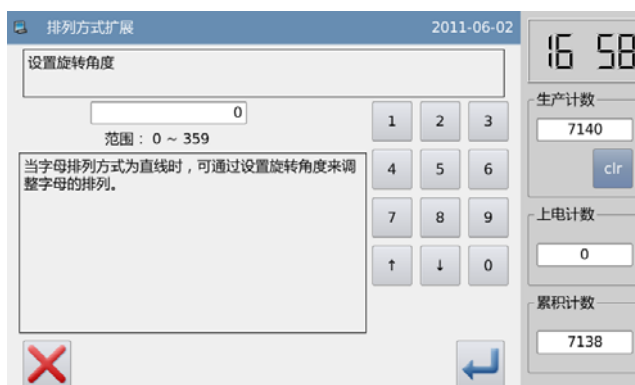 排列方式扩展 2011-06-02
16 58
设置旋转角度
0
范围：0 ~ 359
当字母排列方式为直线时，可通过设置旋转角度来调
整字母的排列。
1 2 3
4 5 6
7 8 9
↑ ↓ 0
生产计数
7140
clr
上电计数
0
累积计数
7138